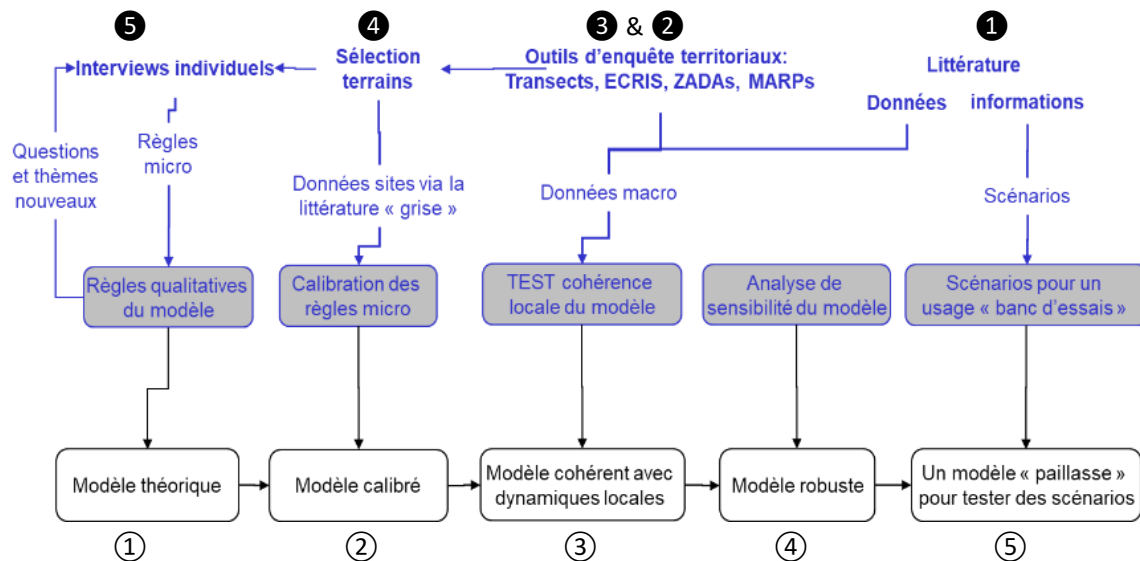 ❺
❹
❸ & ❷
❶
Interviews individuels
Sélection
terrains
Outils d’enquête territoriaux:
Transects, ECRIS, ZADAs, MARPs
Littérature
Données
informations
Questions
et thèmes
nouveaux
Règles
micro
Données sites via la
littérature « grise »
Données macro
Scénarios
Règles qualitatives
du modèle
Calibration des
règles micro
TEST cohérence
locale du modèle
Analyse de
sensibilité du modèle
Scénarios pour un
usage « banc d’essais »
Modèle théorique
Modèle calibré
Modèle cohérent avec
dynamiques locales
Modèle robuste
Un modèle « paillasse »
pour tester des scénarios
①
②
③
④
⑤